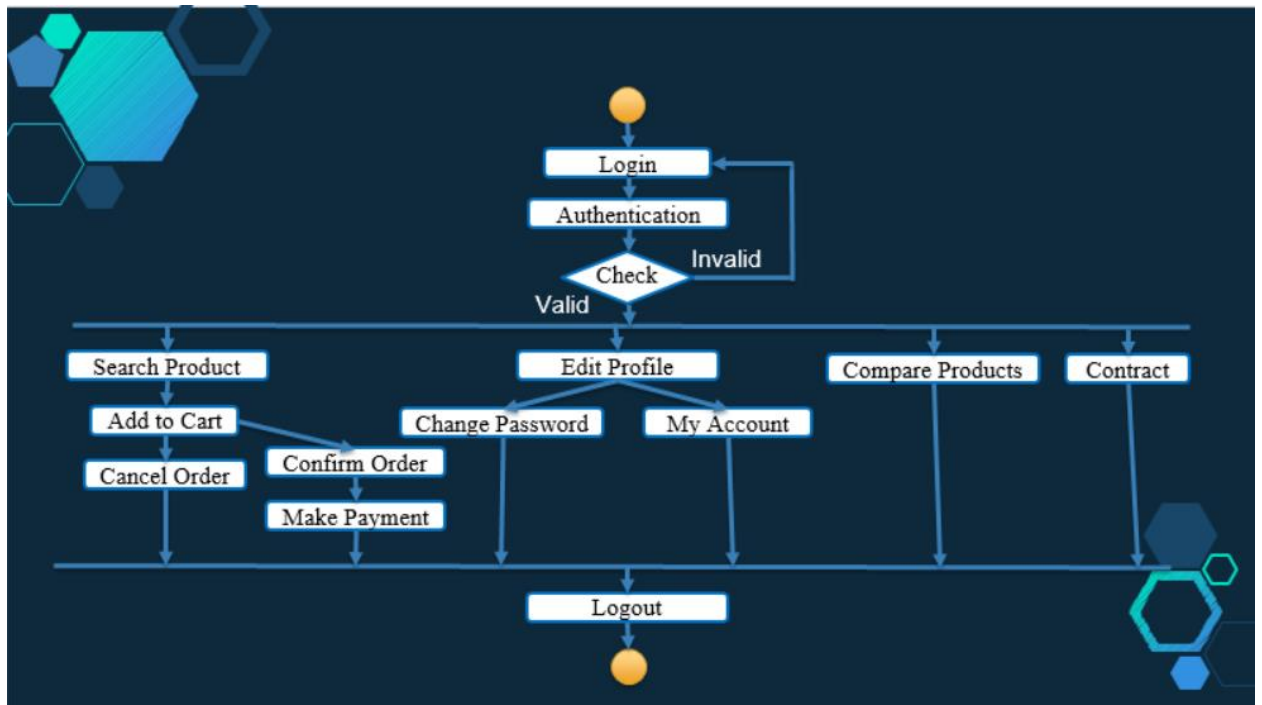 Login
Authentication
Check
Invalid
Valid
Search Product
Edit Profile
Compare Products
Contract
Add to Cart
Change Password
My Account
Confirm Order
Cancel Order
Make Payment
Logout